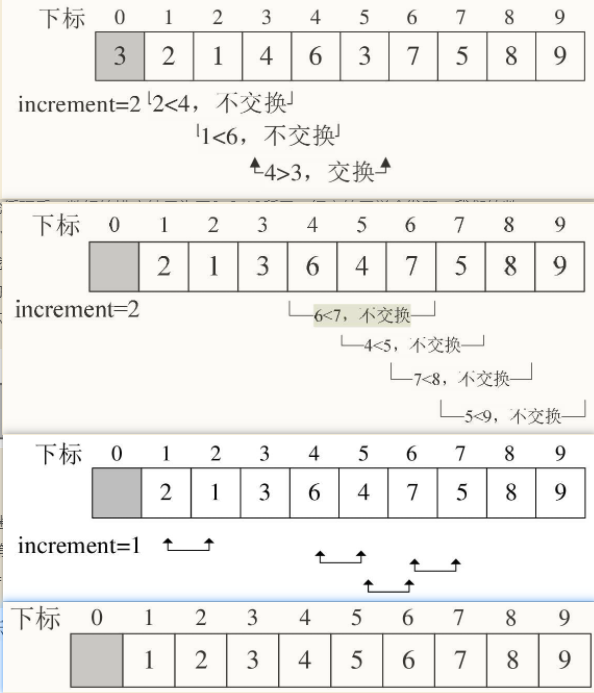 下标 0 1 2 3 4 5 6 7 8 9
3 2 1 4 6 3 7 5 8 9
increment=2 2<4，不交换
1<6，不交换
4>3，交换
下标 0 1 2 3 4 5 6 7 8 9
2 1 3 6 4 7 5 8 9
increment=2
6<7，不交换
4<5，不交换
7<8，不交换
5<9，不交换
下标 0 1 2 3 4 5 6 7 8 9
2 1 3 6 4 7 5 8 9
increment=1
下标 0 1 2 3 4 5 6 7 8 9
1 2 3 4 5 6 7 8 9